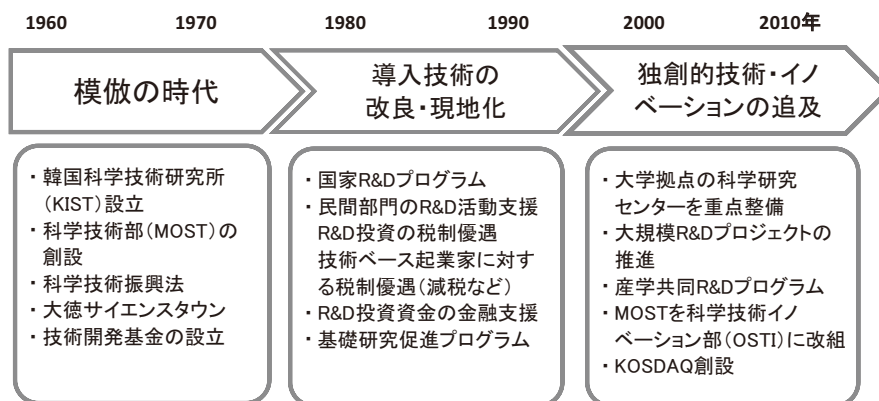 1960 1970 1980 1990 2000 2010年
模倣の時代
導入技術の
改良・現地化
独創的技術・イノ
ベーションの追及
・韓国科学技術研究所
(KIST)設立
・科学技術部(MOST)の
創設
・科学技術振興法
・大徳サイエンスタウン
・技術開発基金の設立
・国家R&Dプログラム
・民間部門のR&D活動支援
R&D投資の税制優遇
技術ベース起業家に対す
る税制優遇(減税など)
・R&D投資資金の金融支援
・基礎研究促進プログラム
・大学拠点の科学研究
センターを重点整備
・大規模R&Dプロジェクトの
推進
・産学共同R&Dプログラム
・MOSTを科学技術イノ
ベーション部(OSTI)に改組
・KOSDAQ創設